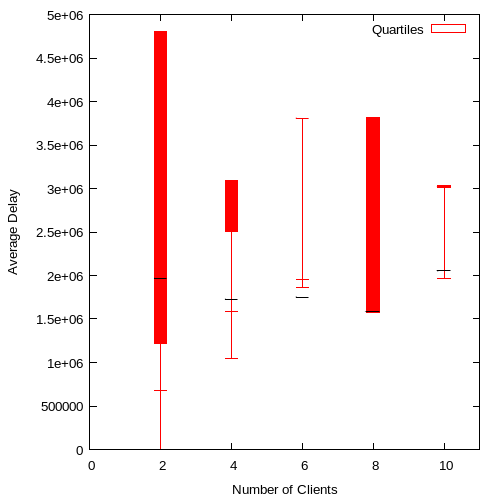 5e+06
4.5e+06
4e+06
3.5e+06
3e+06
2.5e+06
2e+06
1.5e+06
1e+06
500000
0
Average Delay
Quartiles
0 2 4 6 8 10
Number of Clients